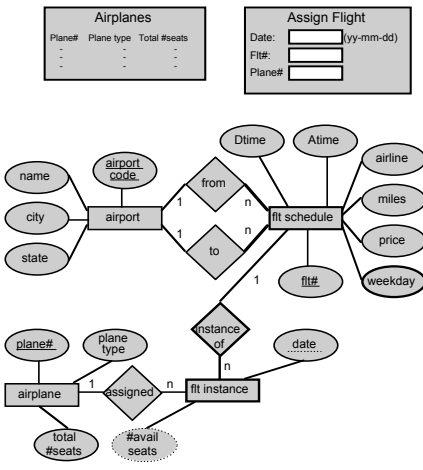 Airplanes
Plane# Plane type Total #seats
- - -
- - -
- - -
Assign Flight
Date: (yy-mm-dd)
Flt#:
Plane#
Dtime
Atime
airline
name
airport
code
from
miles
1
n
city
airport
flt schedule
1
n
price
state
to
flt#
weekday
1
instance
of
plane#
plane
type
date
n
airplane
1
assigned
n
flt instance
total
#seats
#avail
seats